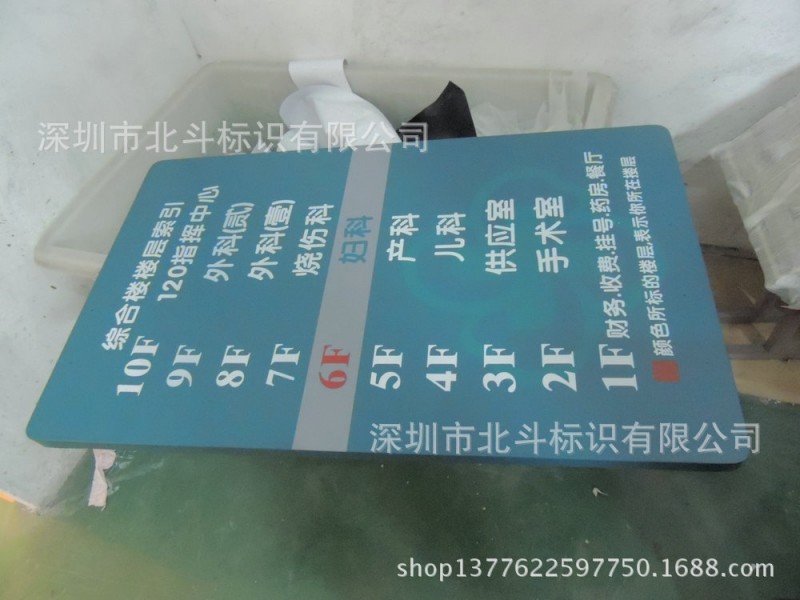 深圳市北斗标识有限公司
综合楼楼层索引
10F 120指挥中心
9F 外科(贰)
8F 外科(壹)
7F 烧伤科
6F 妇科
5F 产科
4F 儿科
3F 供应室
2F 手术室
1F 财务.收费.挂号.药房.餐厅
颜色所标的楼层.表示你所在楼层
深圳市北斗标识有限公司
shop1377622597750.1688.com